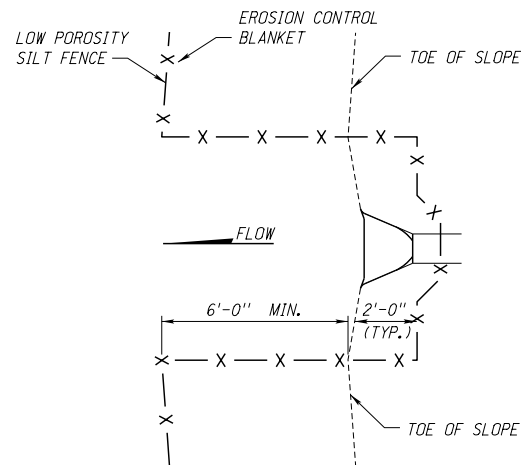 EROSION CONTROL
BLANKET
LOW POROSITY
SILT FENCE
TOE OF SLOPE
X
X
X X X X
X
X
FLOW
X
6'-0" MIN.
2'-0"
(TYP.)
X
X X X X X
X
TOE OF SLOPE